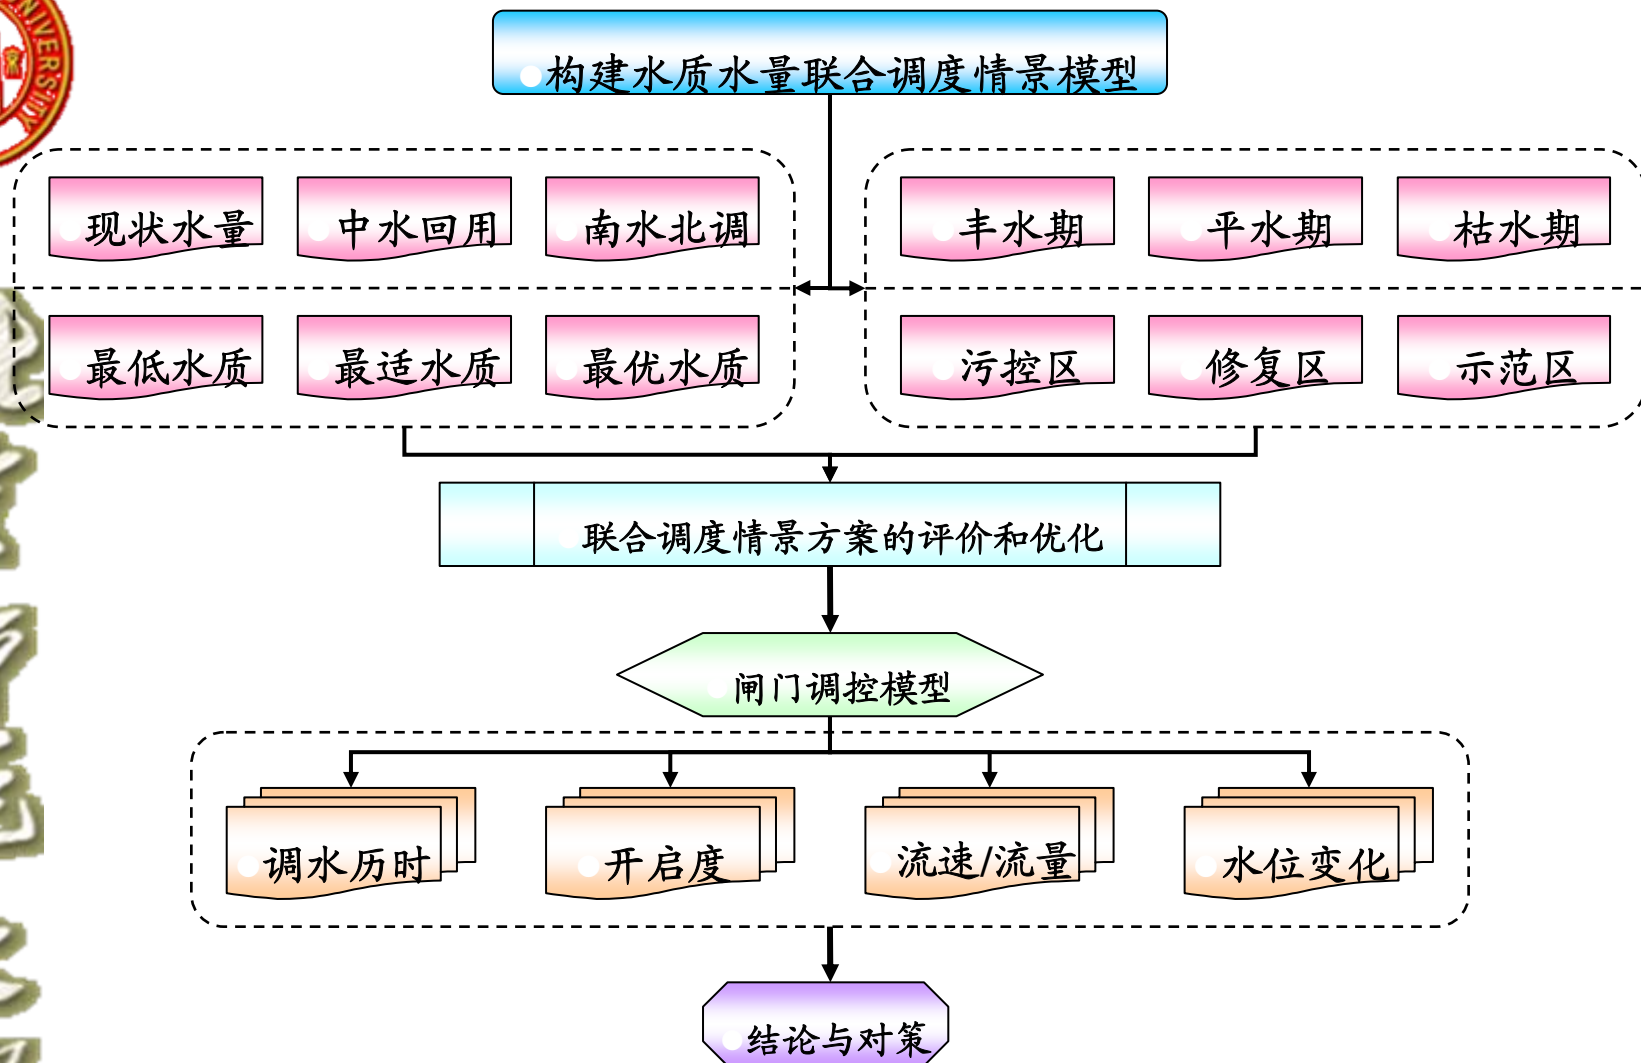 UNIVERSITY
构建水质水量联合调度情景模型
现状水量
中水回用
南水北调
丰水期
平水期
枯水期
最低水质
最适水质
最优水质
污控区
修复区
示范区
联合调度情景方案的评价和优化
闸门调控模型
调水历时
开启度
流速/流量
水位变化
结论与对策